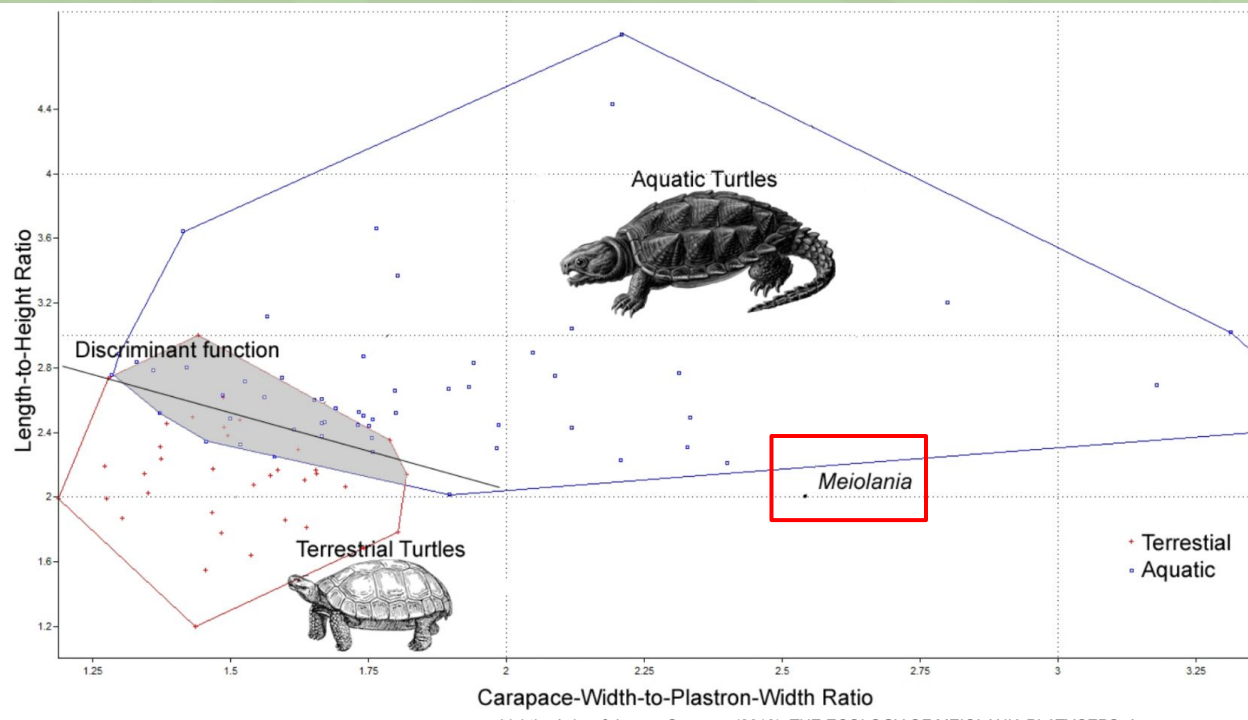 4.4
Aquatic Turtles
4
3.6
Length-to-Height Ratio
3.2
Discriminant function
2.8
2.4
Meiolania
2
Terrestial
Terrestrial Turtles
1.6
Aquatic
1.2
1.25 1.5 1.75 2 2.25 2.5 2.75 3 3.25
Carapace-Width-to-Plastron-Width Ratio